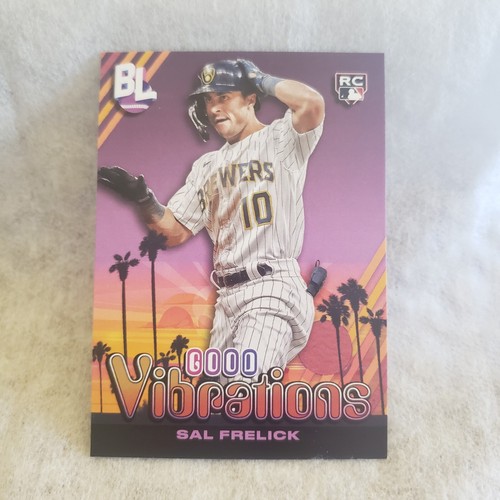 BL
RC
BREWERS
10
GOOD
Vibrations
SAL FRELICK